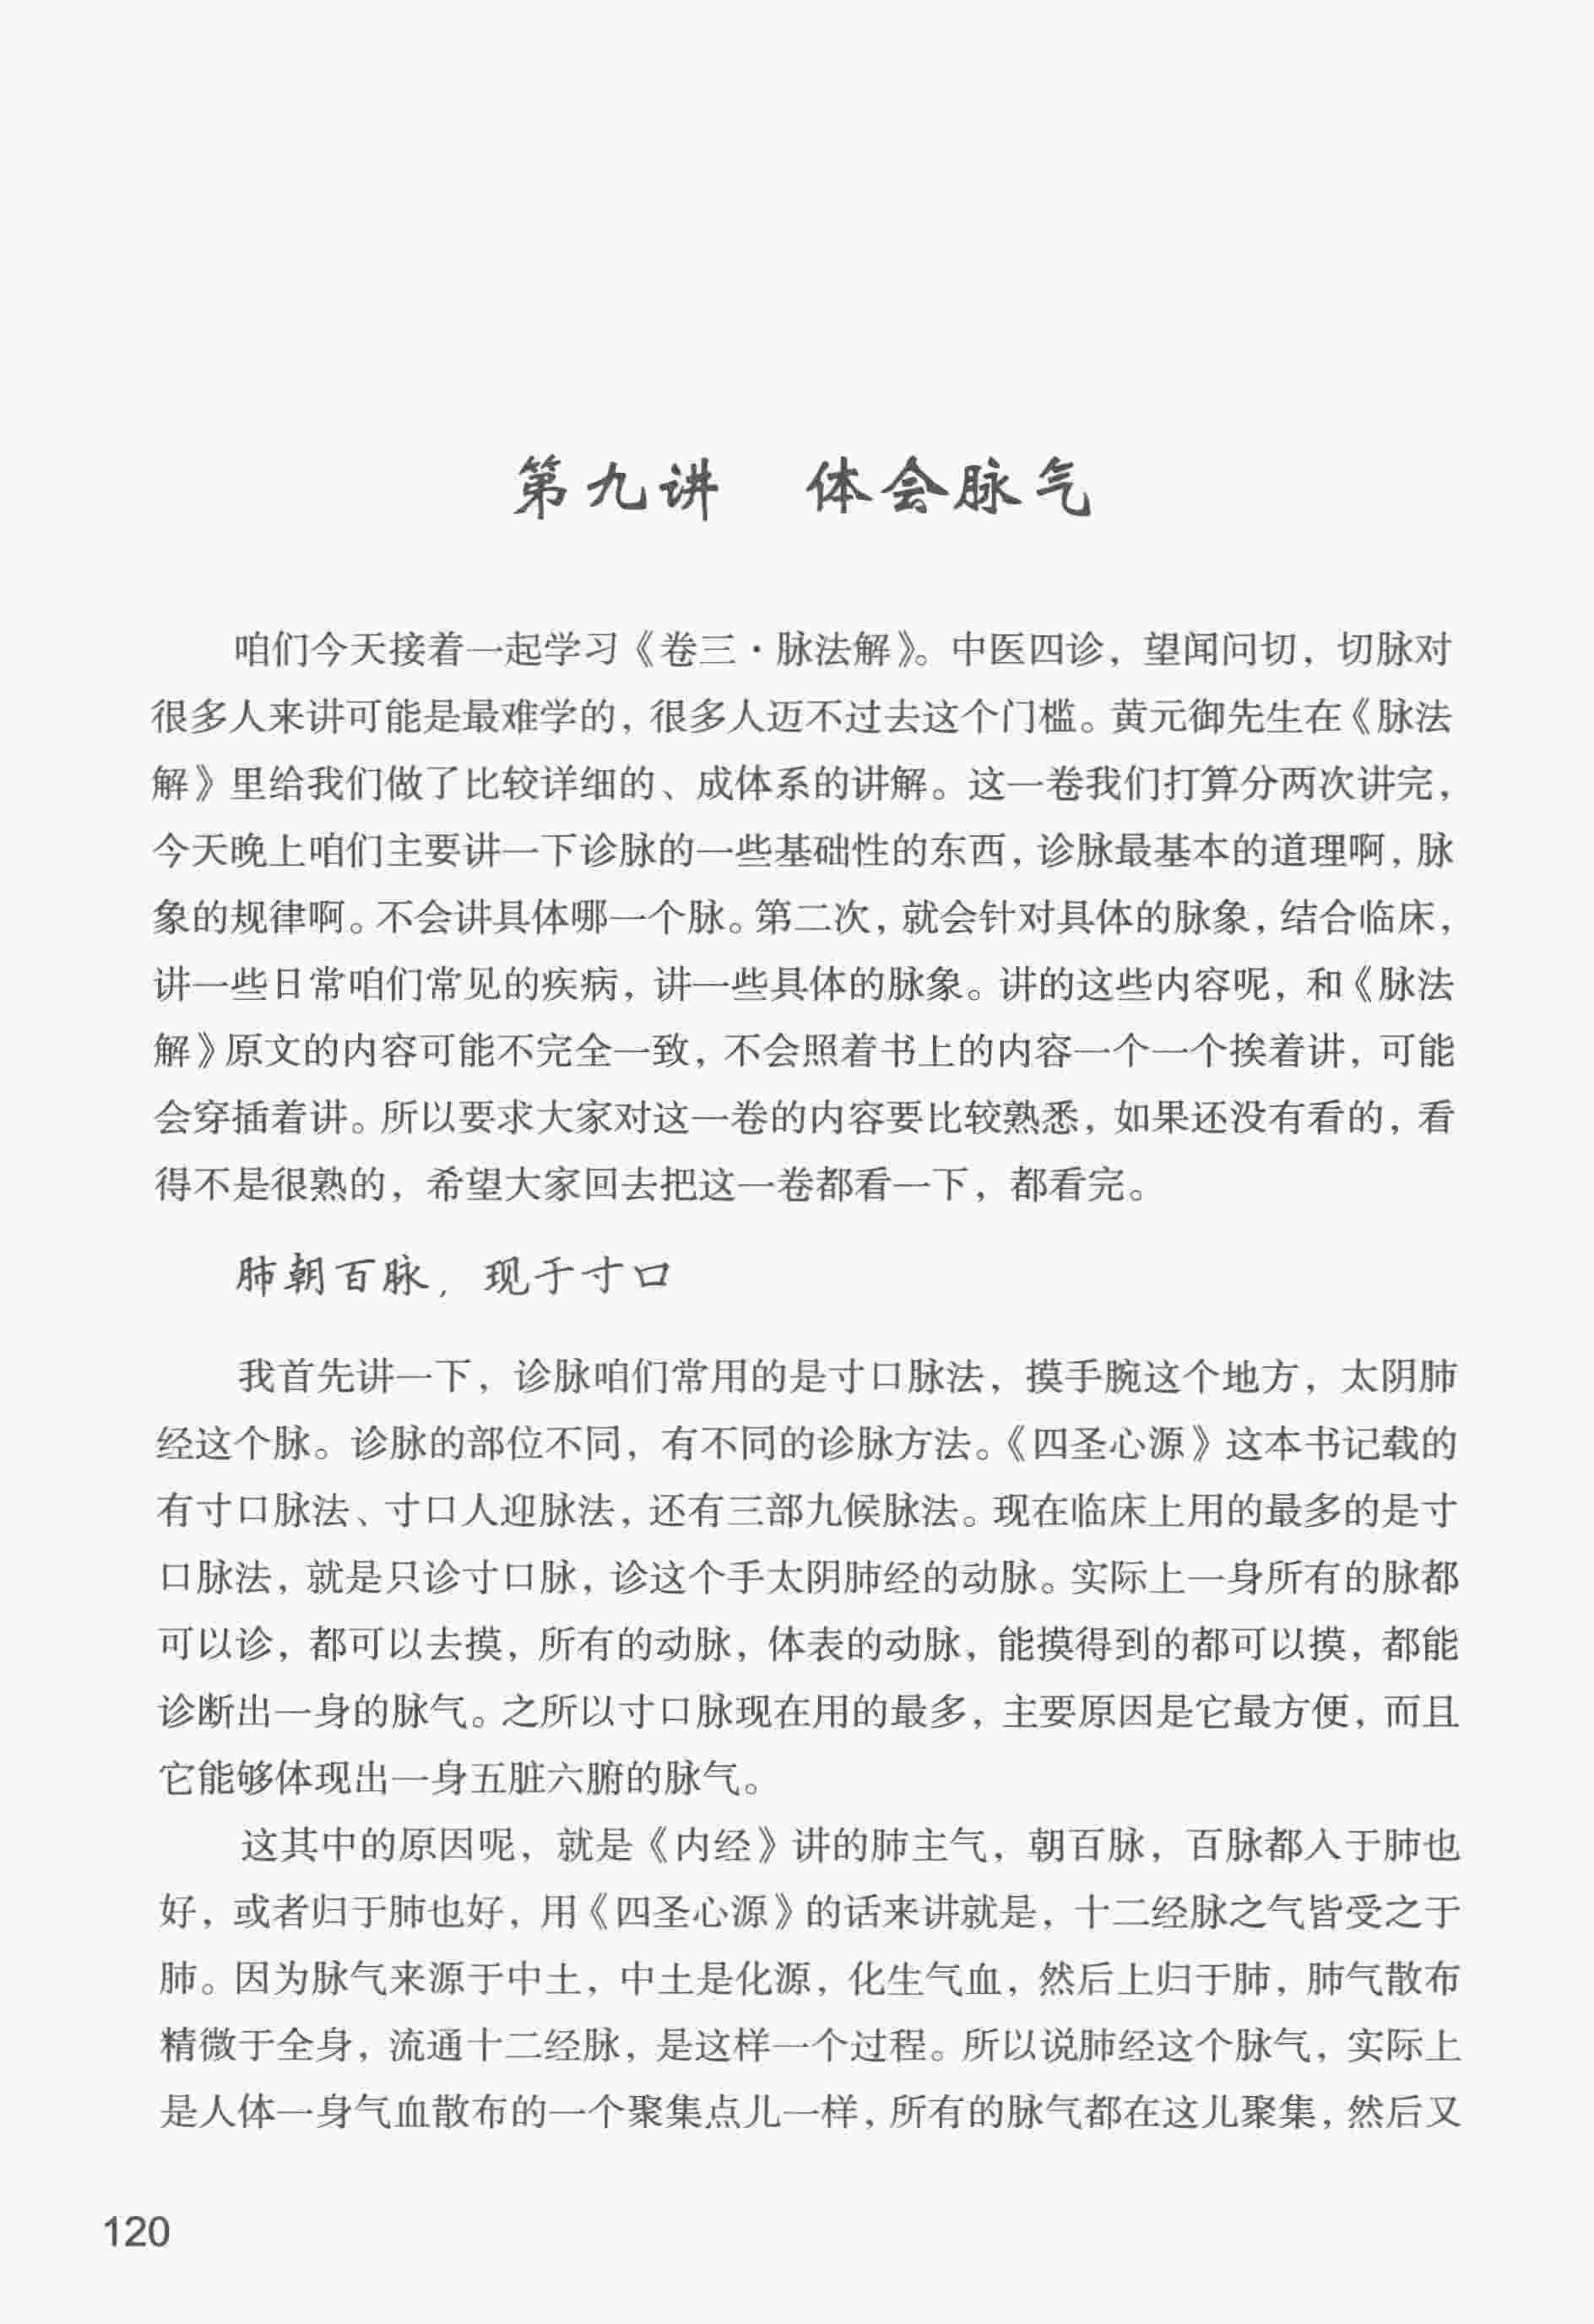 第九讲　体会脉气
咱们今天接着一起学习《卷三·脉法解》。中医四诊，望闻问切，切脉对
很多人来讲可能是最难学的，很多人迈不过去这个门槛。黄元御先生在《脉法
解》里给我们做了比较详细的、成体系的讲解。这一卷我们打算分两次讲完，
今天晚上咱们主要讲一下诊脉的一些基础性的东西，诊脉最基本的道理啊，脉
象的规律啊。不会讲具体哪一个脉。第二次，就会针对具体的脉象，结合临床，
讲一些日常咱们常见的疾病，讲一些具体的脉象。讲的这些内容呢，和《脉法
解》原文的内容可能不完全一致，不会照着书上的内容一个一个挨着讲，可能
会穿插着讲。所以要求大家对这一卷的内容要比较熟悉，如果还没有看的，看
得不是很熟的，希望大家回去把这一卷都看一下，都看完。
肺朝百脉，现于寸口
我首先讲一下，诊脉咱们常用的是寸口脉法，摸手腕这个地方，太阴肺
经这个脉。诊脉的部位不同，有不同的诊脉方法。《四圣心源》这本书记载的
有寸口脉法、寸口人迎脉法，还有三部九候脉法。现在临床上用的最多的是寸
口脉法，就是只诊寸口脉，诊这个手太阴肺经的动脉。实际上一身所有的脉都
可以诊，都可以去摸，所有的动脉，体表的动脉，能摸得到的都可以摸，都能
诊断出一身的脉气。之所以寸口脉现在用的最多，主要原因是它最方便，而且
它能够体现出一身五脏六腑的脉气。
这其中的原因呢，就是《内经》讲的肺主气，朝百脉，百脉都入于肺也
好，或者归于肺也好，用《四圣心源》的话来讲就是，十二经脉之气皆受之于
肺。因为脉气来源于中土，中土是化源，化生气血，然后上归于肺，肺气散布
精微于全身，流通十二经脉，是这样一个过程。所以说肺经这个脉气，实际上
是人体一身气血散布的一个聚集点儿一样，所有的脉气都在这儿聚集，然后又
120